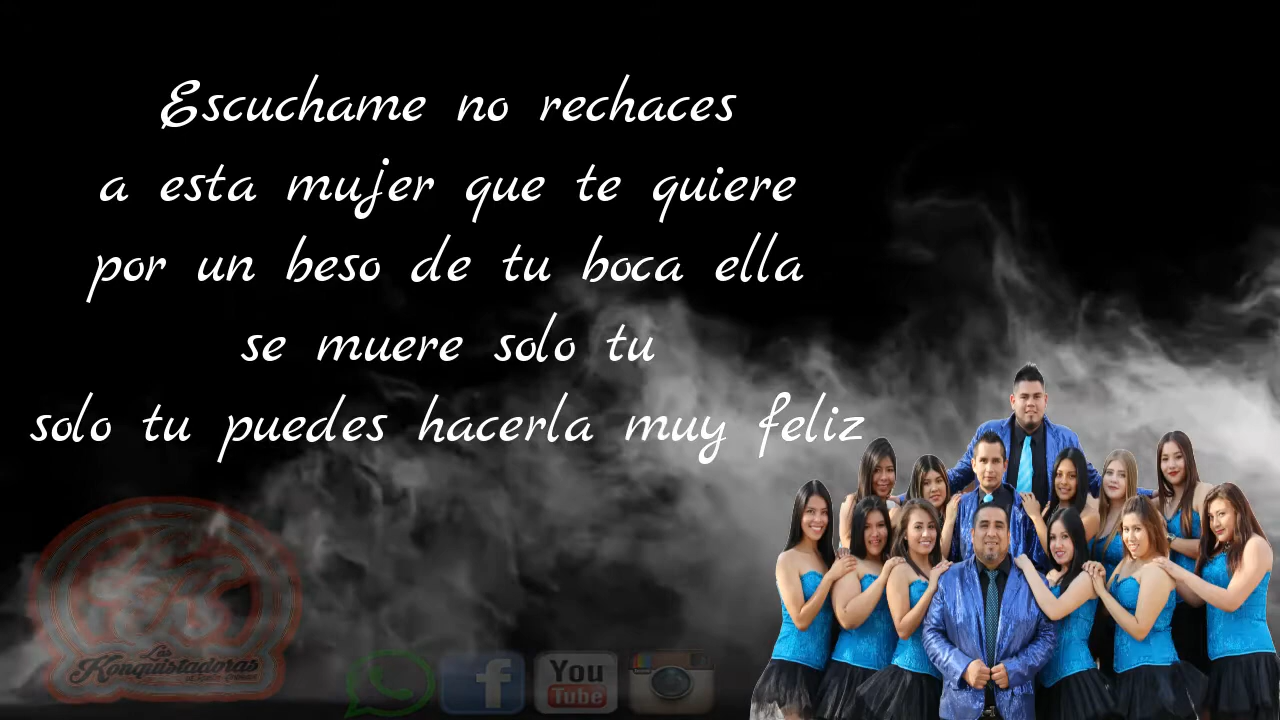 Escuchame no rechaces
a esta mujer que te quiere
por un beso de tu boca ella
se muere solo tu
solo tu puedes hacerla muy feliz
Las
Konquistadoras
You
Tube